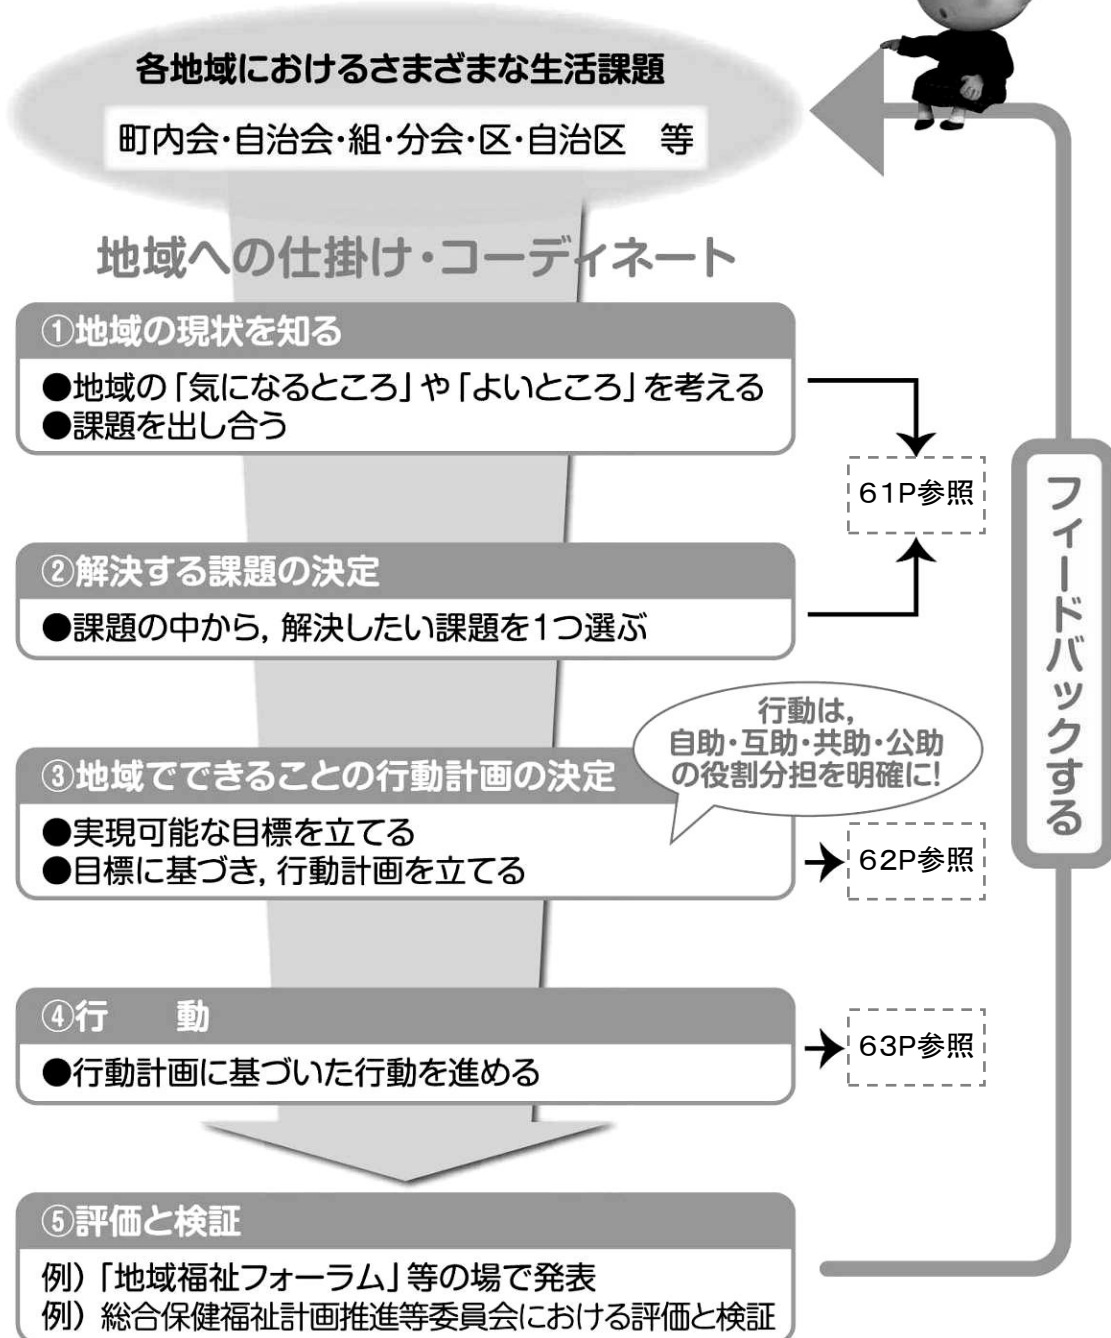 各地域におけるさまざまな生活課題
町内会･自治会･組･分会･区･自治区　等
地域への仕掛け･コーディネート
①地域の現状を知る
●地域の「気になるところ」や「よいところ」を考える
●課題を出し合う
61P参照
②解決する課題の決定
●課題の中から，解決したい課題を1つ選ぶ
行動は，
自助･互助･共助･公助
の役割分担を明確に！
③地域でできることの行動計画の決定
●実現可能な目標を立てる
●目標に基づき，行動計画を立てる
62P参照
④行　動
●行動計画に基づいた行動を進める
63P参照
⑤評価と検証
例）「地域福祉フォーラム」等の場で発表
例）総合保健福祉計画推進等委員会における評価と検証
フィードバックする